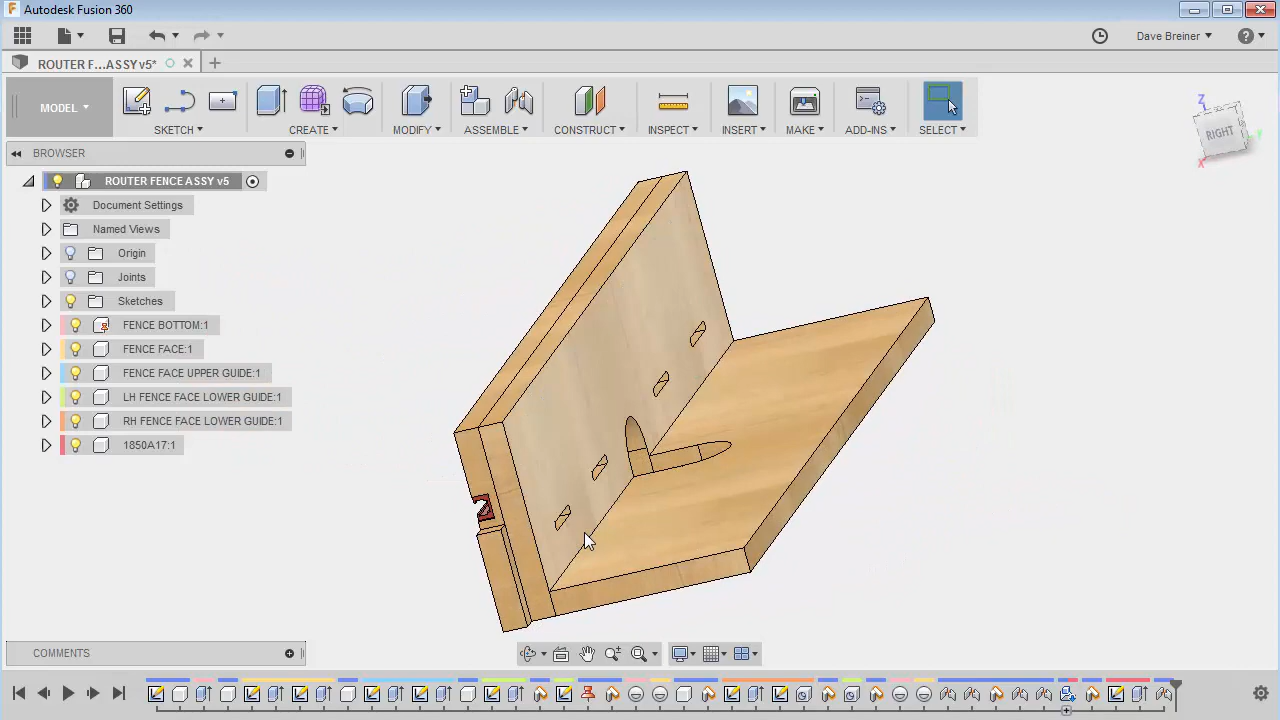 Autodesk Fusion 360
Dave Breiner
ROUTER F...ASSY v5*
MODEL
SKETCH
CREATE
MODIFY
ASSEMBLE
CONSTRUCT
INSPECT
INSERT
MAKE
ADD-INS
SELECT
BROWSER
Z
RIGHT
Y
X
ROUTER FENCE ASSY v5
Document Settings
Named Views
Origin
Joints
Sketches
FENCE BOTTOM:1
FENCE FACE:1
FENCE FACE UPPER GUIDE:1
LH FENCE FACE LOWER GUIDE:1
RH FENCE FACE LOWER GUIDE:1
1850A17:1
COMMENTS